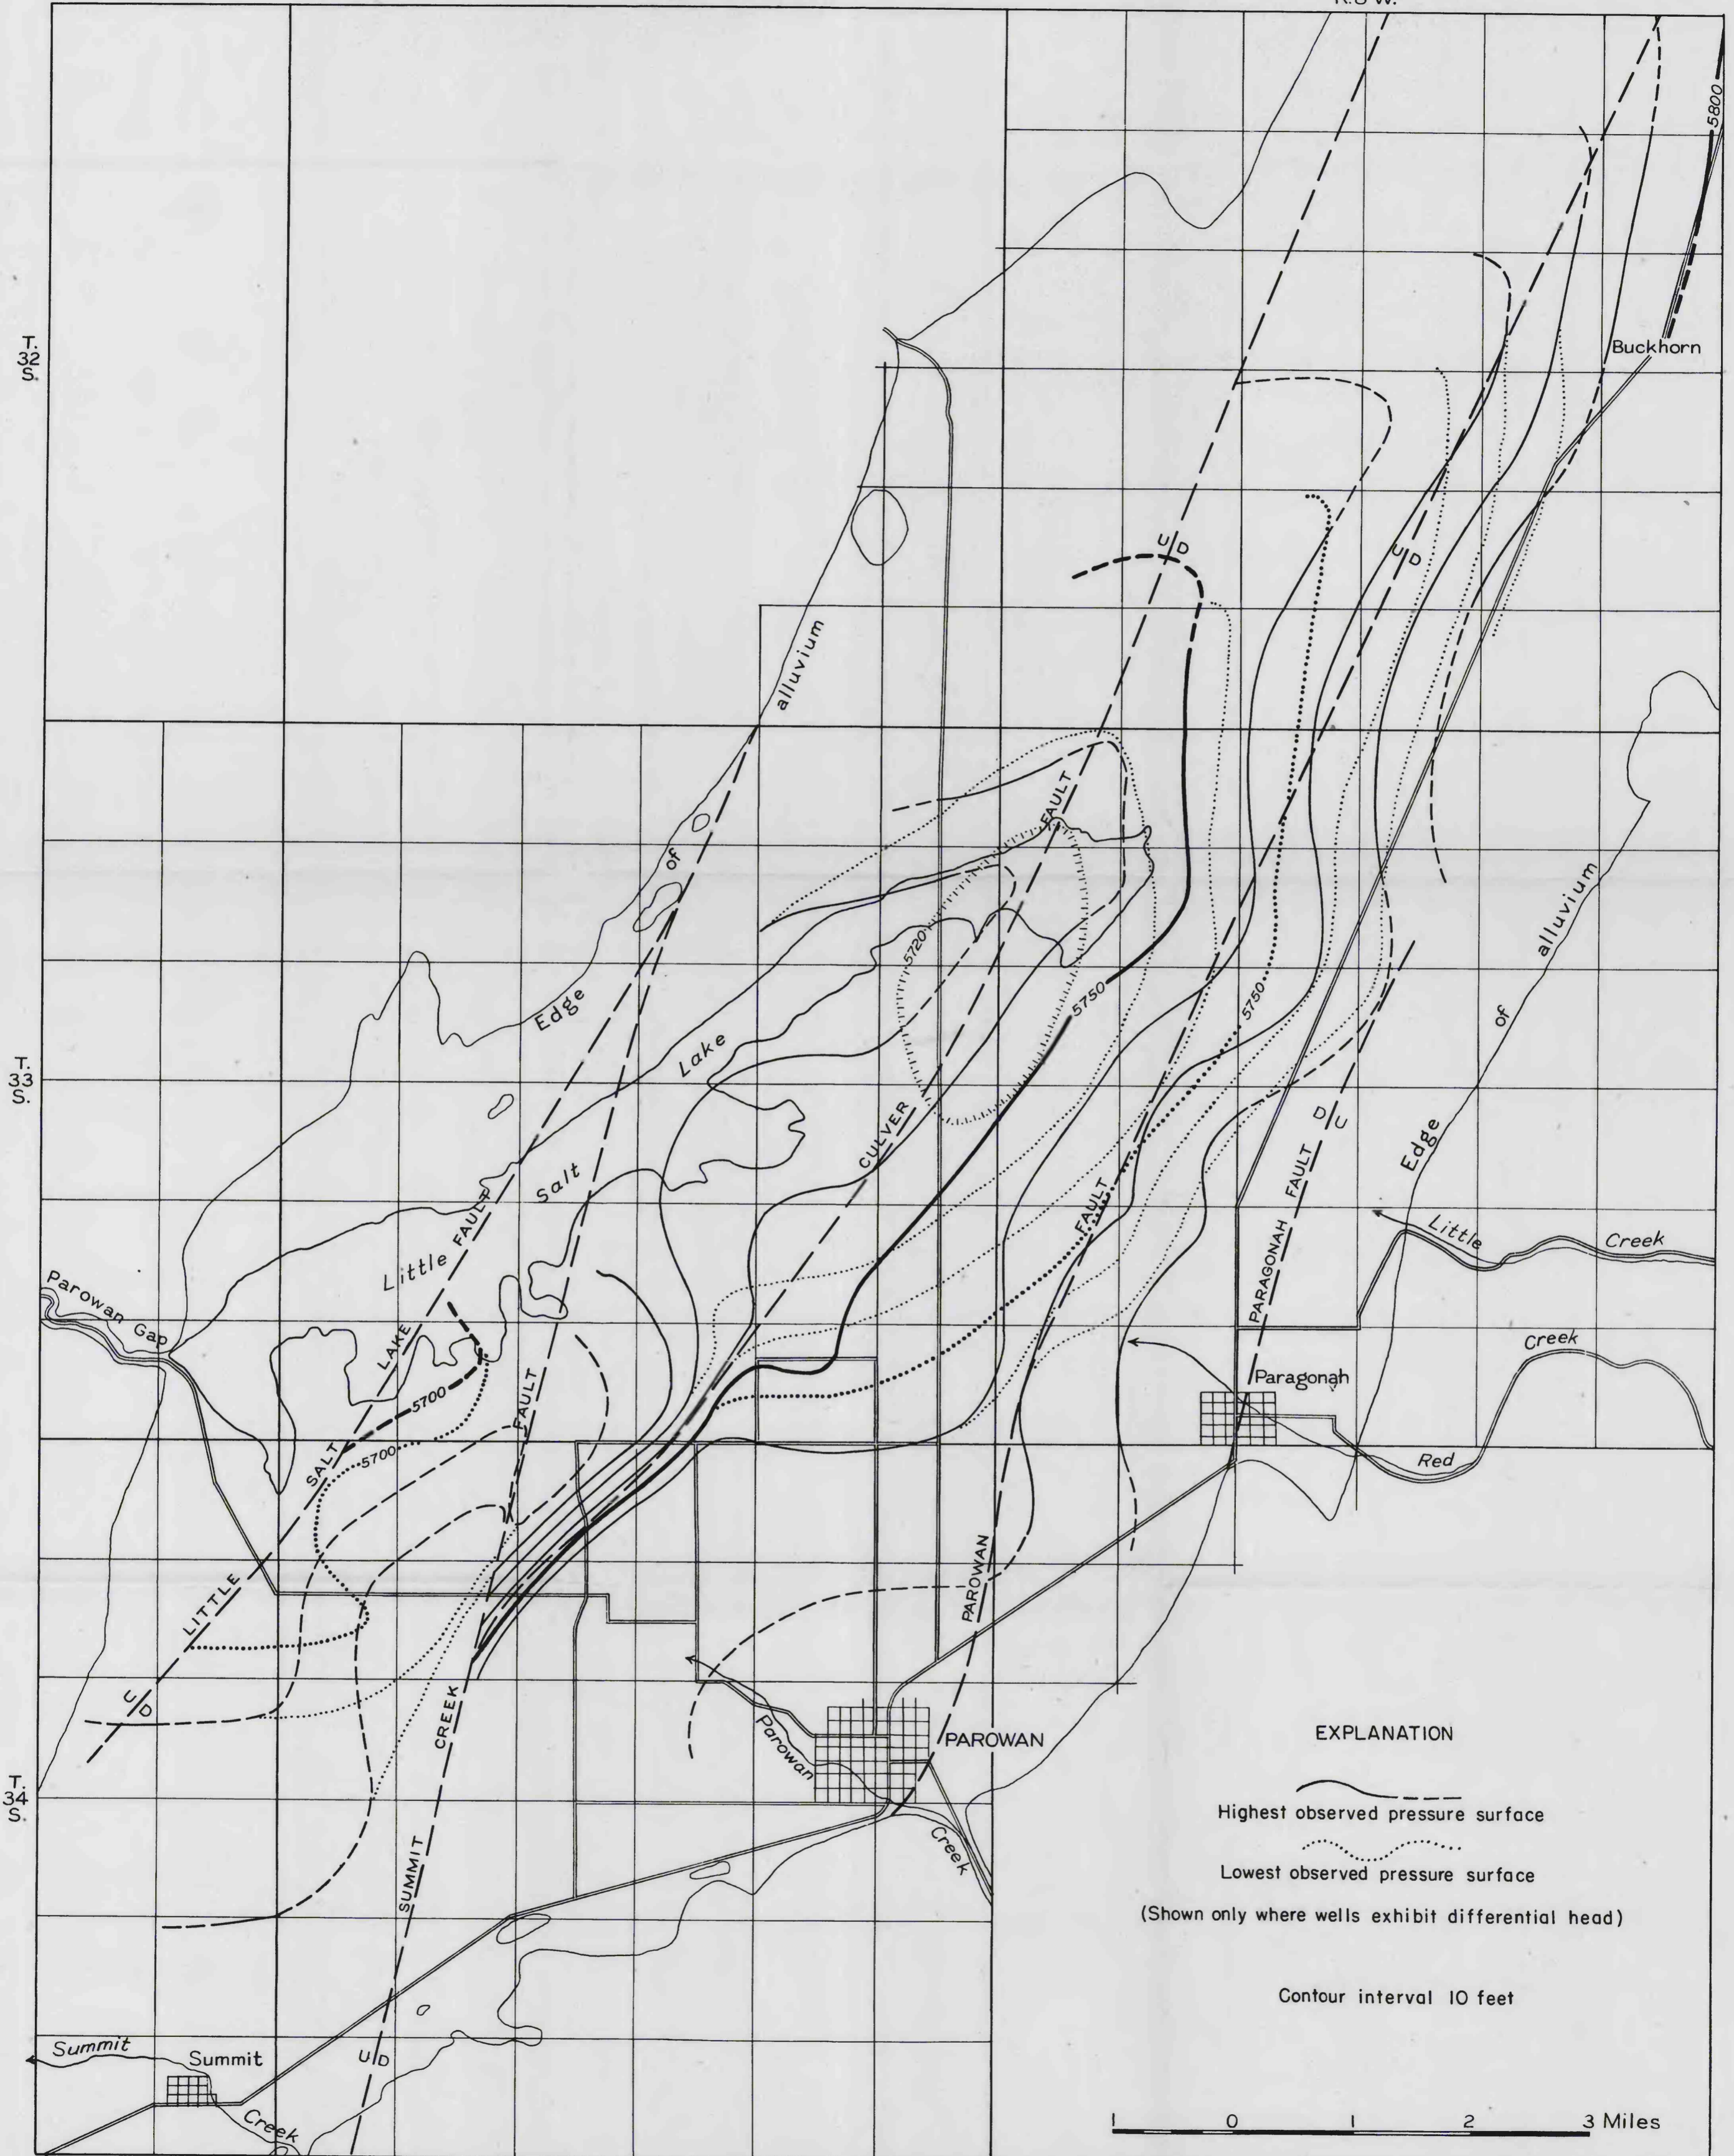 R. 8 W.
5800
T.
32
S.
Buckhorn
U/D
U/D
alluvium
FAULT
of
5720
alluvium
Edge
5750
5750
of
Lake
T.
33
S.
CULVER
D/U
Edge
Salt
FAULT
FAULT
PARAGONAH FAULT
Little Creek
Little
Parowan Gap
Creek
LAKE
Paragonah
5700
FAULT
5700
SALT
Red
PAROWAN
LITTLE
U/D
CREEK
Parowan
PAROWAN
EXPLANATION
T.
34
S.
Highest observed pressure surface
Creek
SUMMIT
Lowest observed pressure surface
(Shown only where wells exhibit differential head)
Contour interval 10 feet
Summit
Summit
U/D
Creek
1 0 1 2 3 Miles